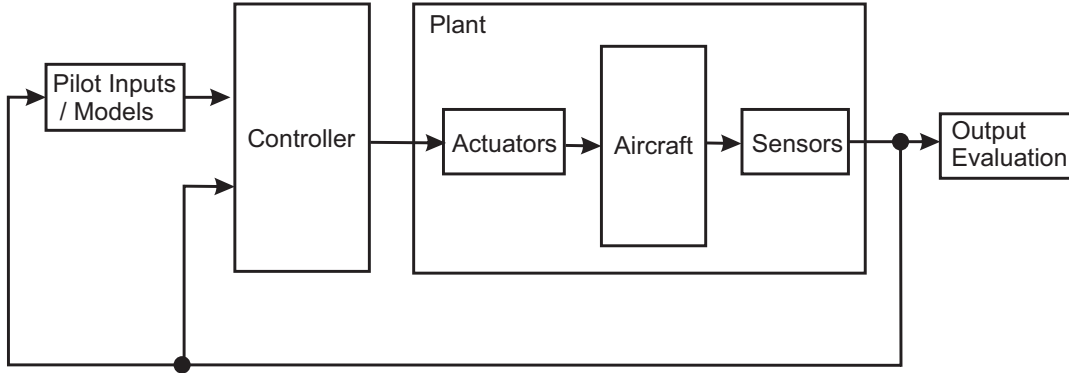 Plant
Pilot Inputs
/ Models
Controller
Actuators
Aircraft
Sensors
Output
Evaluation